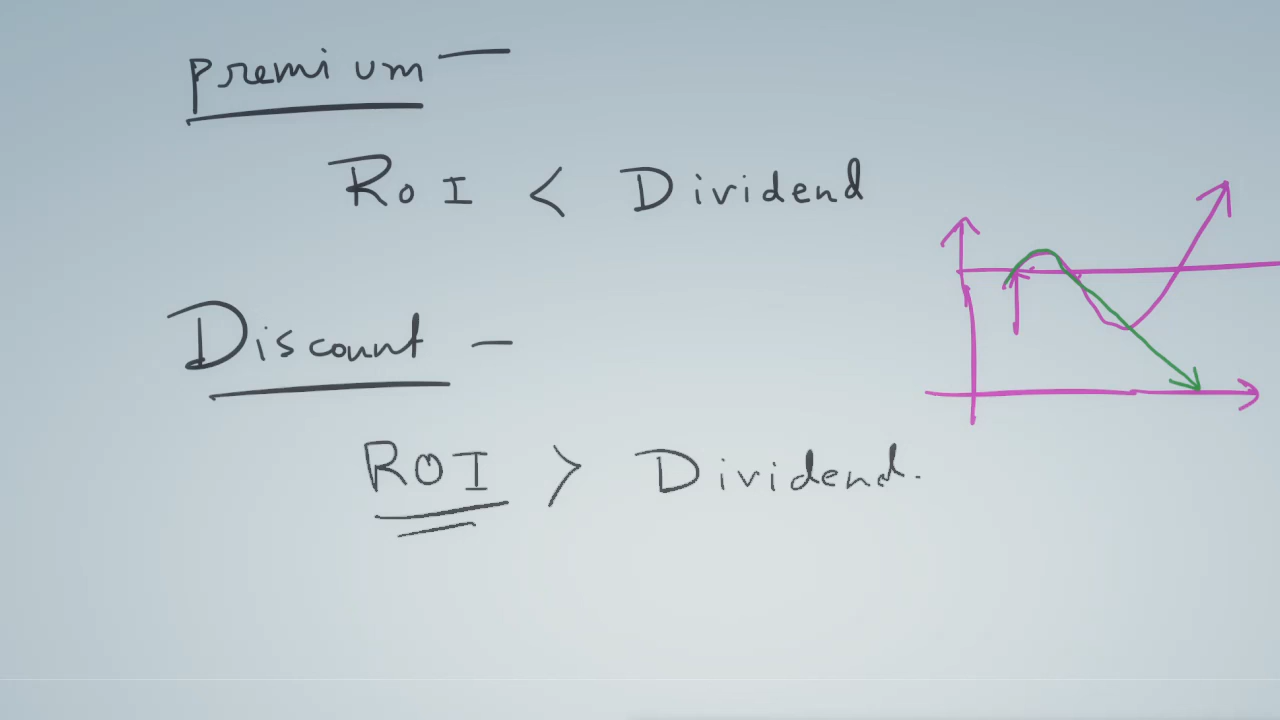 Premium -
RoI < Dividend
Discount -
ROI > Dividend.